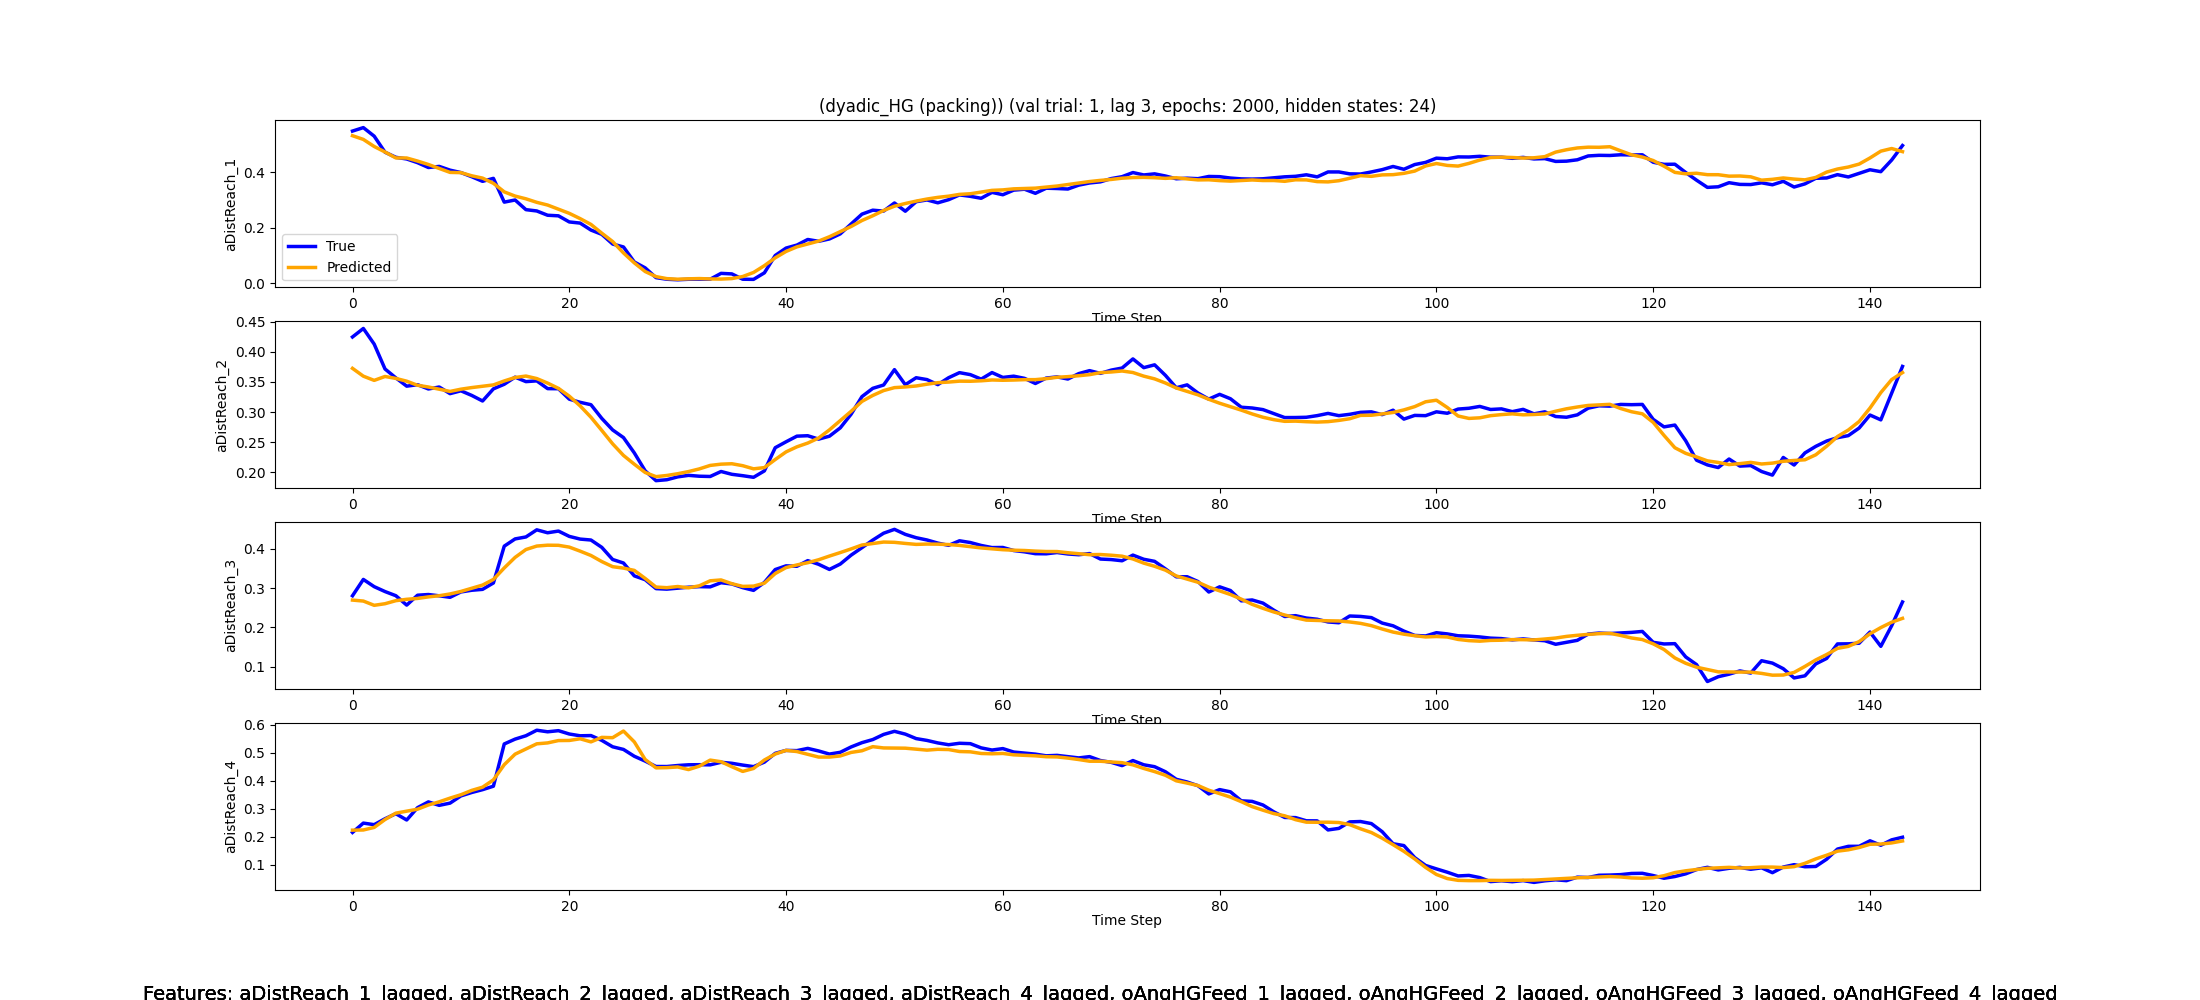 (dyadic_HG (packing)) (val trial: 1, lag 3, epochs: 2000, hidden states: 24)
aDistReach_1
0.4
0.2
0.0
True
Predicted
0 20 40 60 80 100 120 140
Time Step
aDistReach_2
0.45
0.40
0.35
0.30
0.25
0.20
0 20 40 60 80 100 120 140
Time Step
aDistReach_3
0.4
0.3
0.2
0.1
0 20 40 60 80 100 120 140
Time Step
aDistReach_4
0.6
0.5
0.4
0.3
0.2
0.1
0 20 40 60 80 100 120 140
Time Step
Features: aDistReach_1_lagged, aDistReach_2_lagged, aDistReach_3_lagged, aDistReach_4_lagged, oAngHGFeed_1_lagged, oAngHGFeed_2_lagged, oAngHGFeed_3_lagged, oAngHGFeed_4_lagged